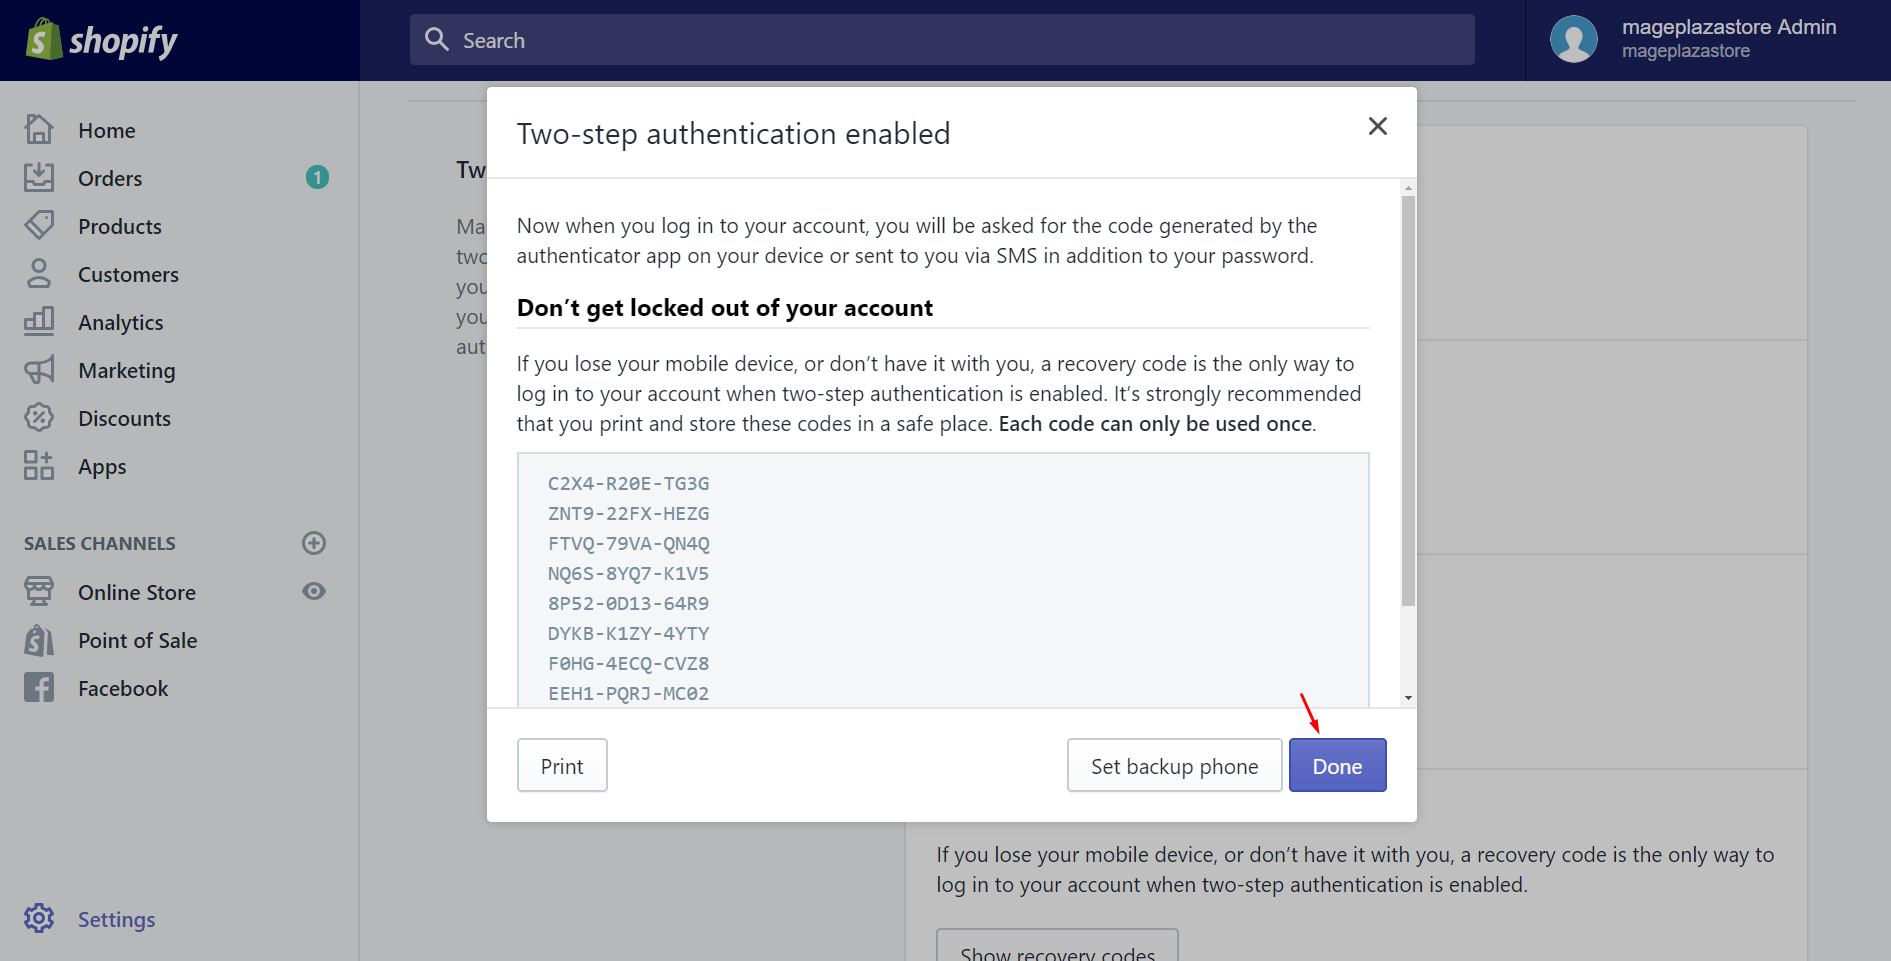 shopify
Search
mageplazastore Admin
mageplazastore
Home
Orders
1
Products
Customers
Analytics
Marketing
Discounts
Apps
SALES CHANNELS
Online Store
Point of Sale
Facebook
Settings
Tw
Ma
two
you
you
aut
Two-step authentication enabled
Now when you log in to your account, you will be asked for the code generated by the
authenticator app on your device or sent to you via SMS in addition to your password.
Don’t get locked out of your account
If you lose your mobile device, or don’t have it with you, a recovery code is the only way to
log in to your account when two-step authentication is enabled. It’s strongly recommended
that you print and store these codes in a safe place. Each code can only be used once.
C2X4-R20E-TG3G
ZNT9-22FX-HEZG
FTVQ-79VA-QN4Q
NQ6S-8YQ7-K1V5
8P52-0D13-64R9
DYKB-K1ZY-4YTY
F0HG-4ECQ-CVZ8
EEH1-PQRJ-MC02
Print
Set backup phone
Done
If you lose your mobile device, or don’t have it with you, a recovery code is the only way to
log in to your account when two-step authentication is enabled.
Show recovery codes